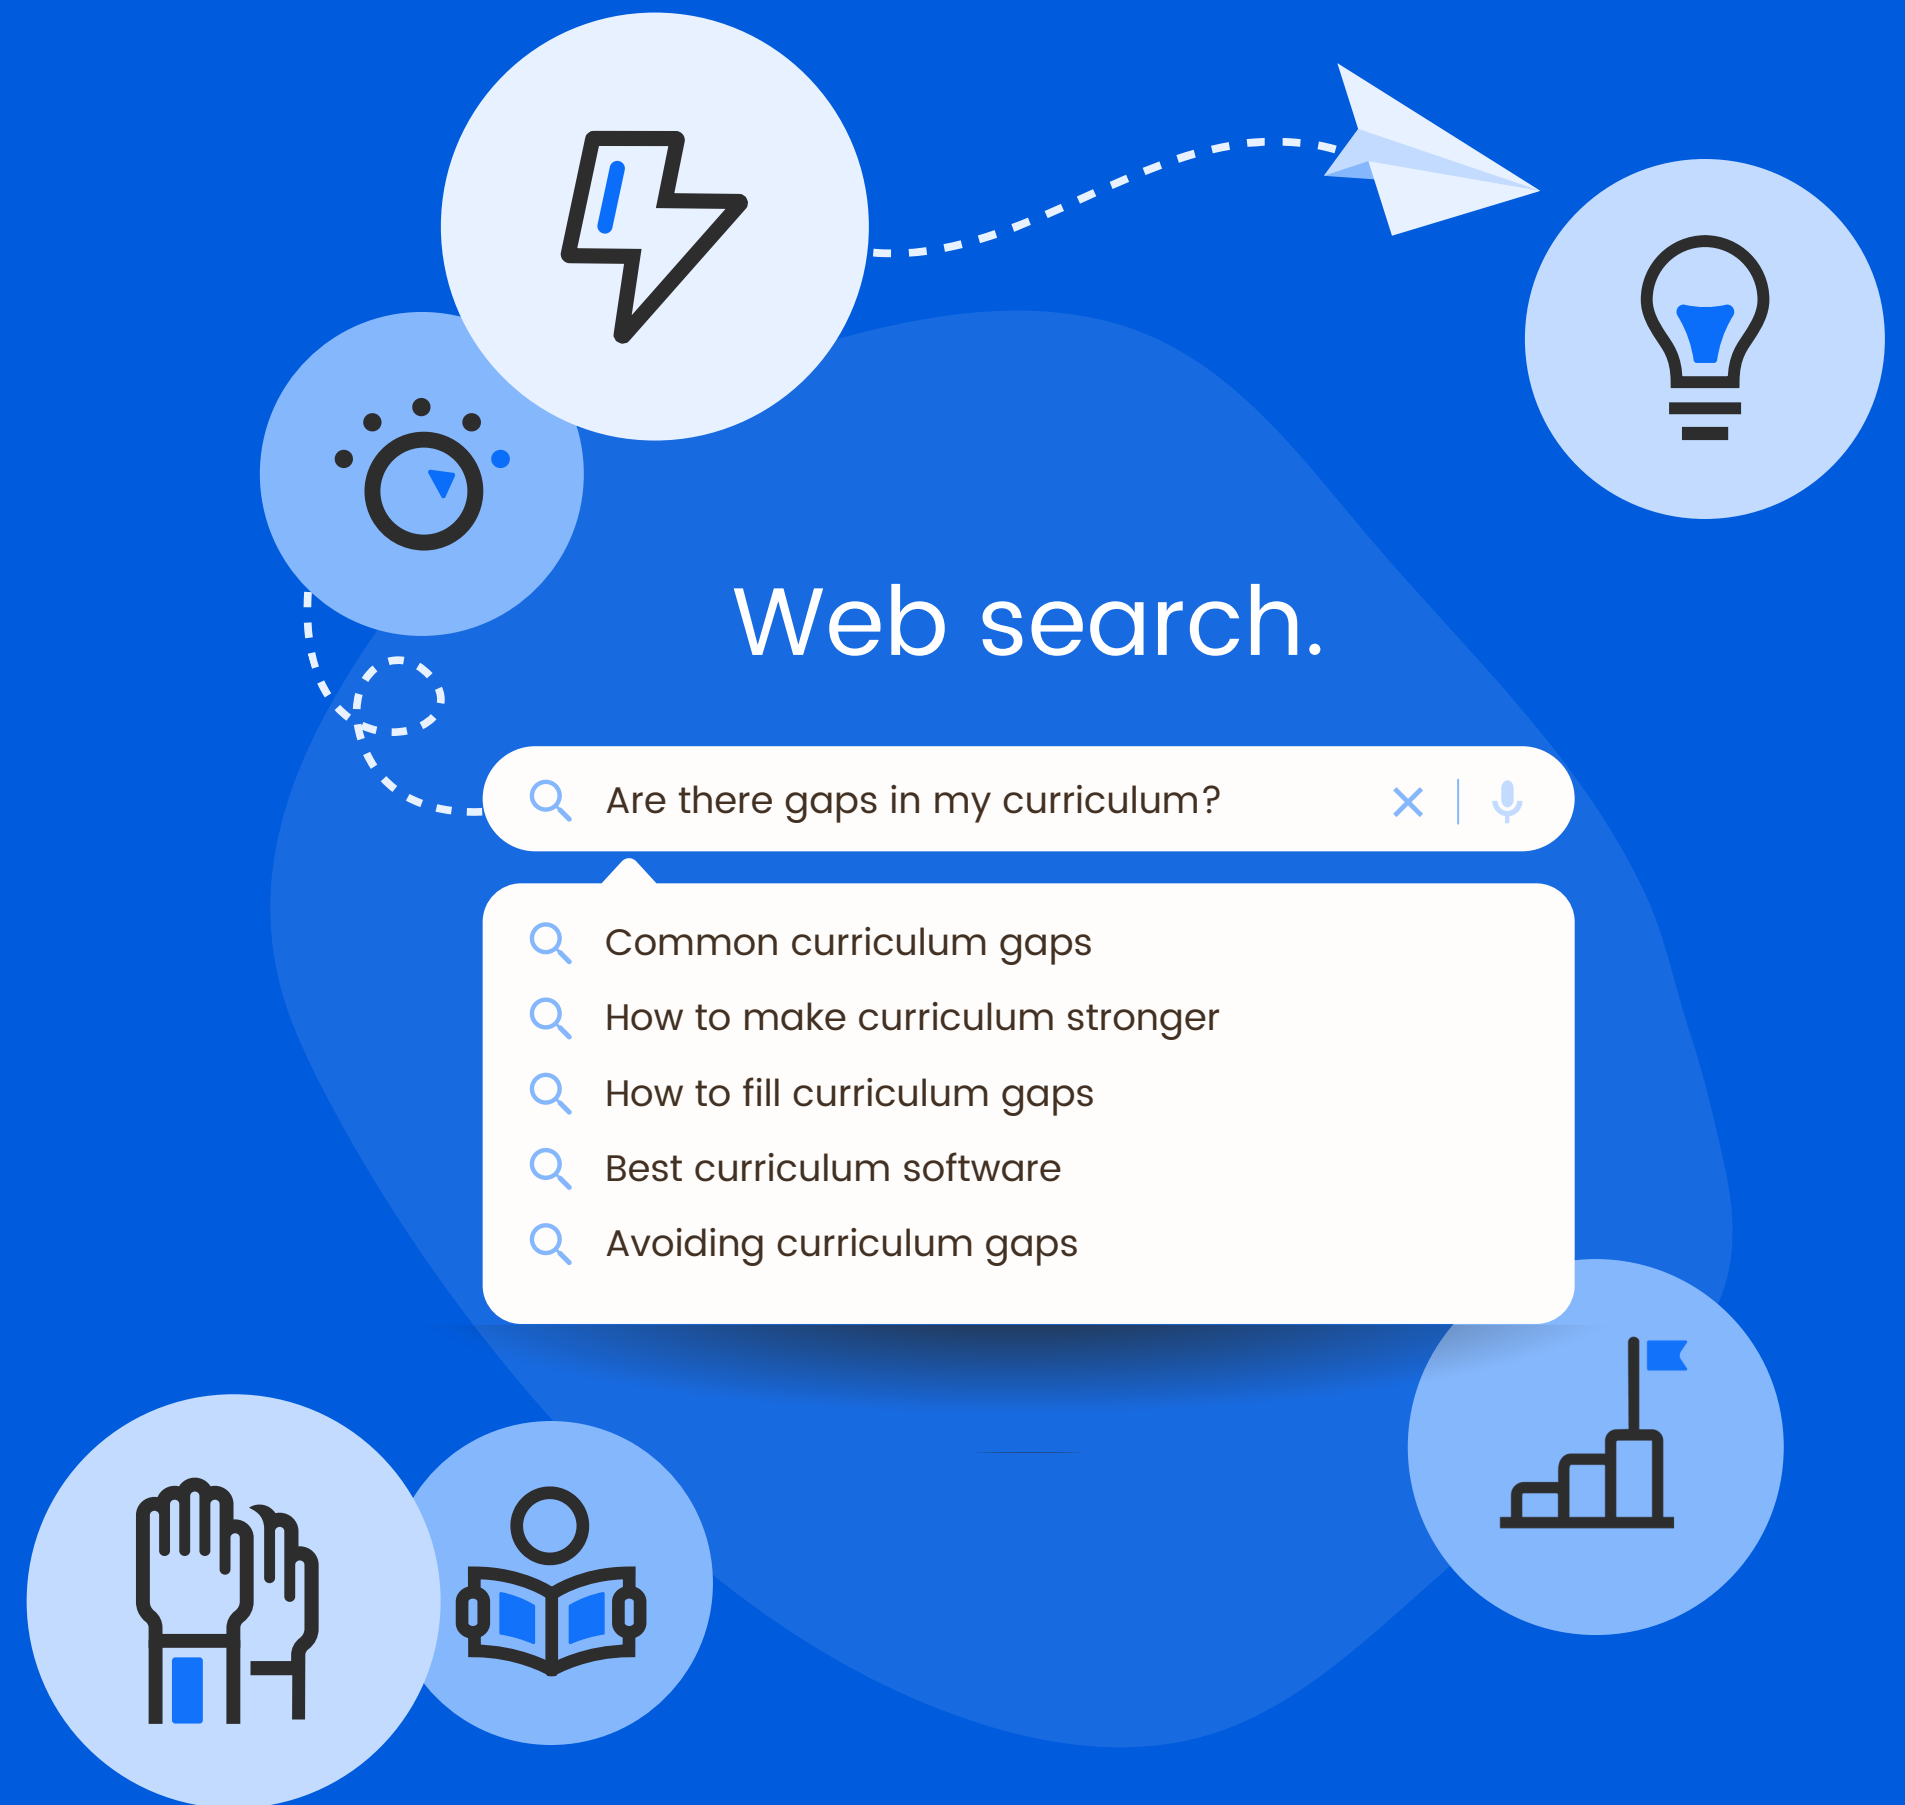 Web search.
Are there gaps in my curriculum?
Common curriculum gaps
How to make curriculum stronger
How to fill curriculum gaps
Best curriculum software
Avoiding curriculum gaps